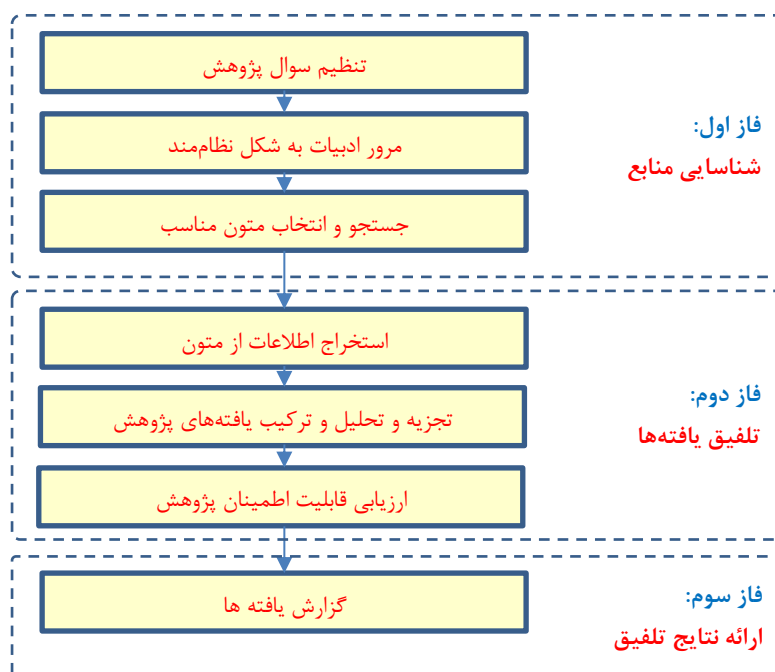 تنظیم سوال پژوهش
مرور ادبیات به شکل نظام‌مند
جستجو و انتخاب متون مناسب
فاز اول:
شناسایی منابع
استخراج اطلاعات از متون
تجزیه و تحلیل و ترکیب یافته‌های پژوهش
ارزیابی قابلیت اطمینان پژوهش
فاز دوم:
تلفیق یافته‌ها
گزارش یافته ها
فاز سوم:
ارائه نتایج تلفیق